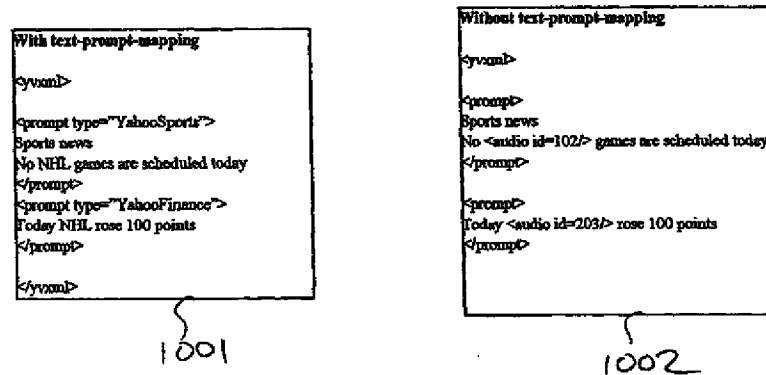 With text-prompt-mapping
<yvxml>
<prompt type="YahooSports">
Sports news
No NHL games are scheduled today
</prompt>
<prompt type="YahooFinance">
Today NHL rose 100 points
</prompt>
</yvxml>
1001
Without text-prompt-mapping
<yvxml>
<prompt>
Sports news
No <audio id=102/> games are scheduled today
</prompt>
<prompt>
Today <audio id=203/> rose 100 points
</prompt>
1002